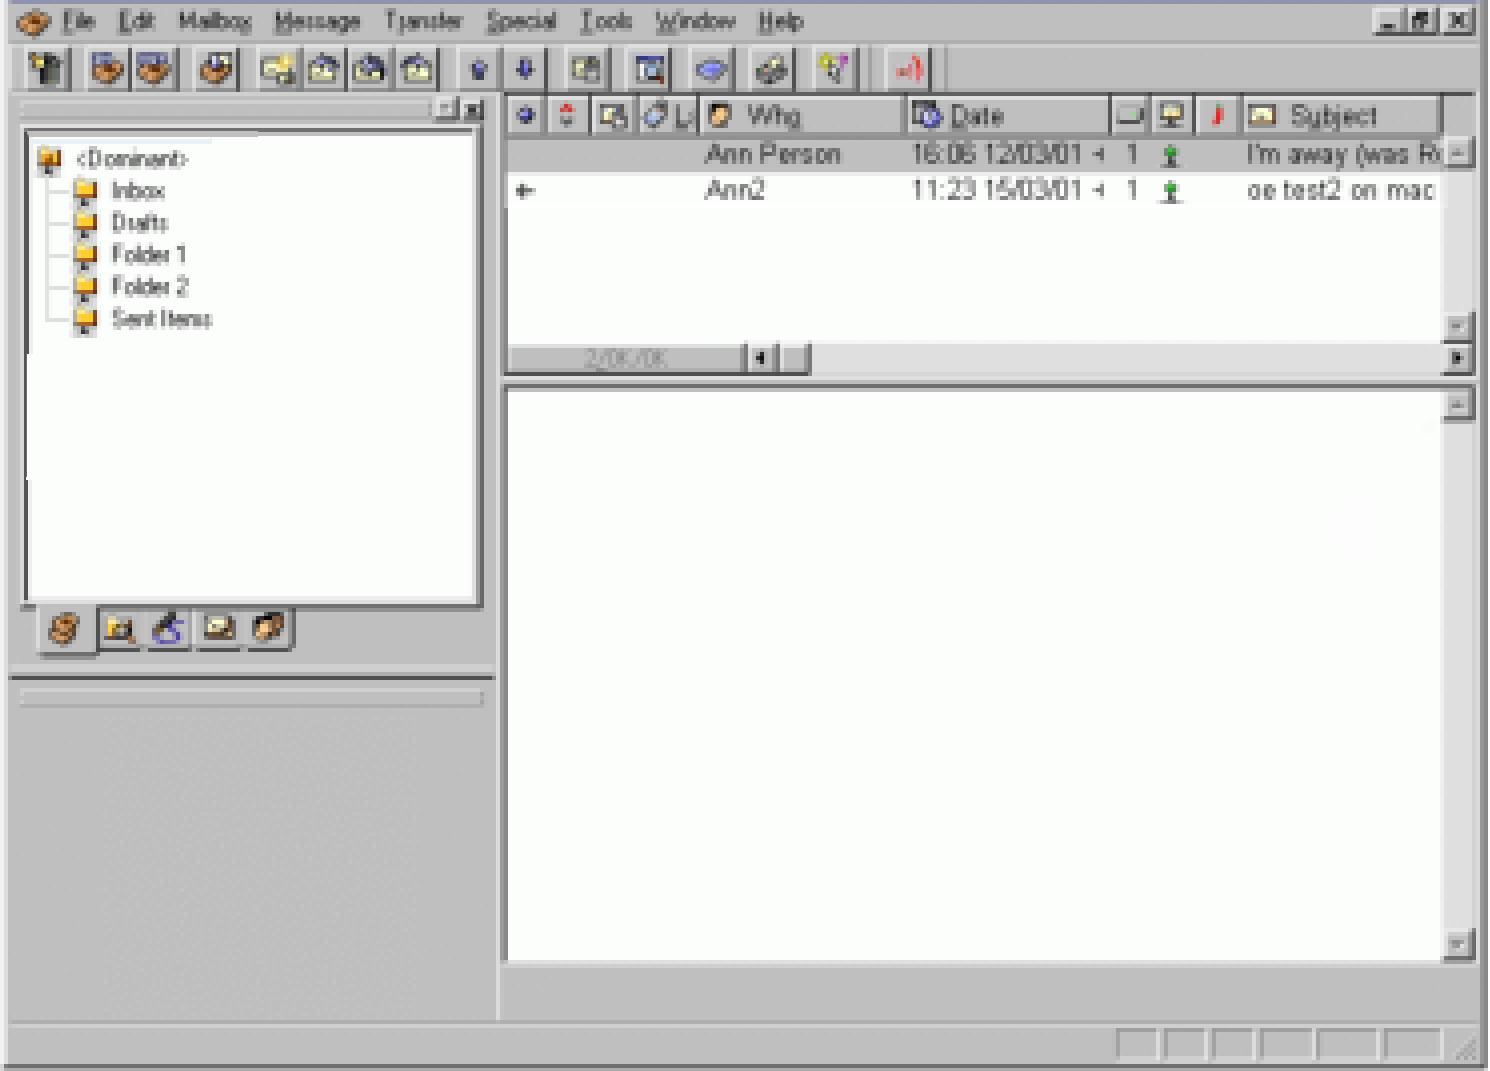 File Edit Mailbox Message Transfer Special Tools Window Help
Who Date Subject
<Dominant>
Inbox
Drafts
Folder 1
Folder 2
Sent Items
Ann Person 16:06 12/03/01 1 I'm away (was R
Ann2 11:23 15/03/01 1 oe test2 on mac
2/0K/0K